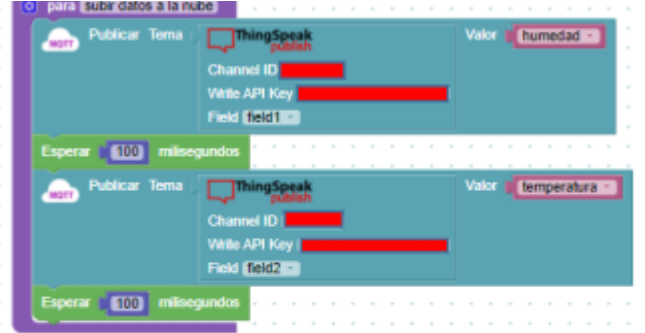 para subir datos a la nube
MQTT Publicar Tema ThingSpeak publish Valor humedad
Channel ID
Write API Key
Field field1
Esperar 100 milisegundos
MQTT Publicar Tema ThingSpeak publish Valor temperatura
Channel ID
Write API Key
Field field2
Esperar 100 milisegundos